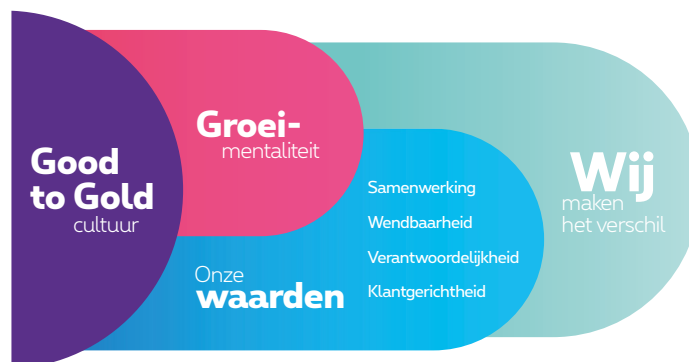 Good
to Gold
cultuur
Groei-
mentaliteit
Onze
waarden
Samenwerking
Wendbaarheid
Verantwoordelijkheid
Klantgerichtheid
Wij
maken
het verschil